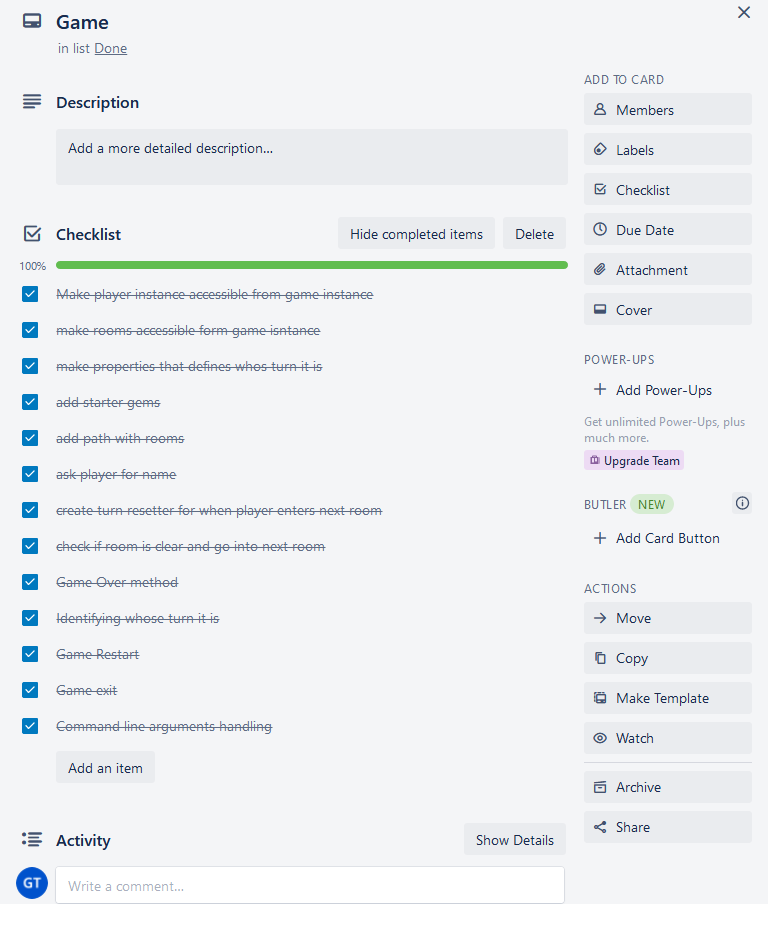 Game
in list Done
Description
Add a more detailed description...
Checklist
Hide completed items
Delete
100%
Make player instance accessible from game instance
make rooms accessible form game isntance
make properties that defines whos turn it is
add starter gems
add path with rooms
ask player for name
create turn resetter for when player enters next room
check if room is clear and go into next room
Game Over method
Identifying whose turn it is
Game Restart
Game exit
Command line arguments handling
Add an item
Activity
Show Details
GT
Write a comment...
ADD TO CARD
Members
Labels
Checklist
Due Date
Attachment
Cover
POWER-UPS
Add Power-Ups
Get unlimited Power-Ups, plus
much more.
Upgrade Team
BUTLER NEW
Add Card Button
ACTIONS
Move
Copy
Make Template
Watch
Archive
Share